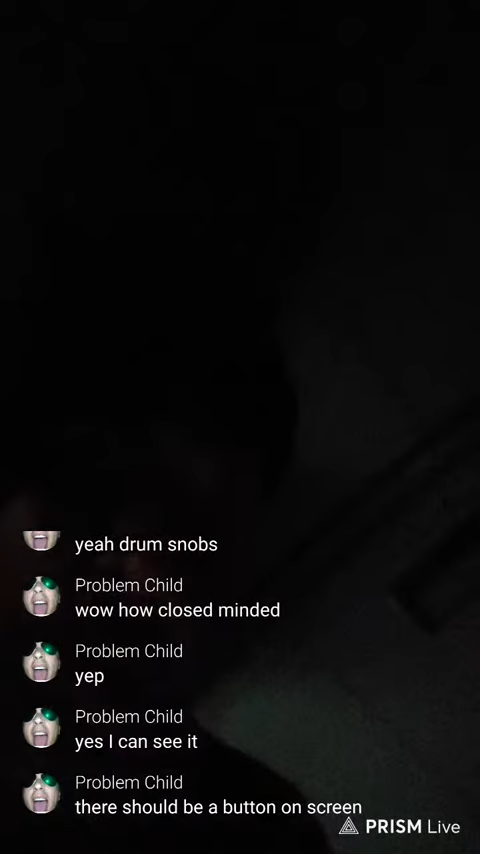 yeah drum snobs
Problem Child
wow how closed minded
Problem Child
yep
Problem Child
yes I can see it
Problem Child
there should be a button on screen
PRISM Live